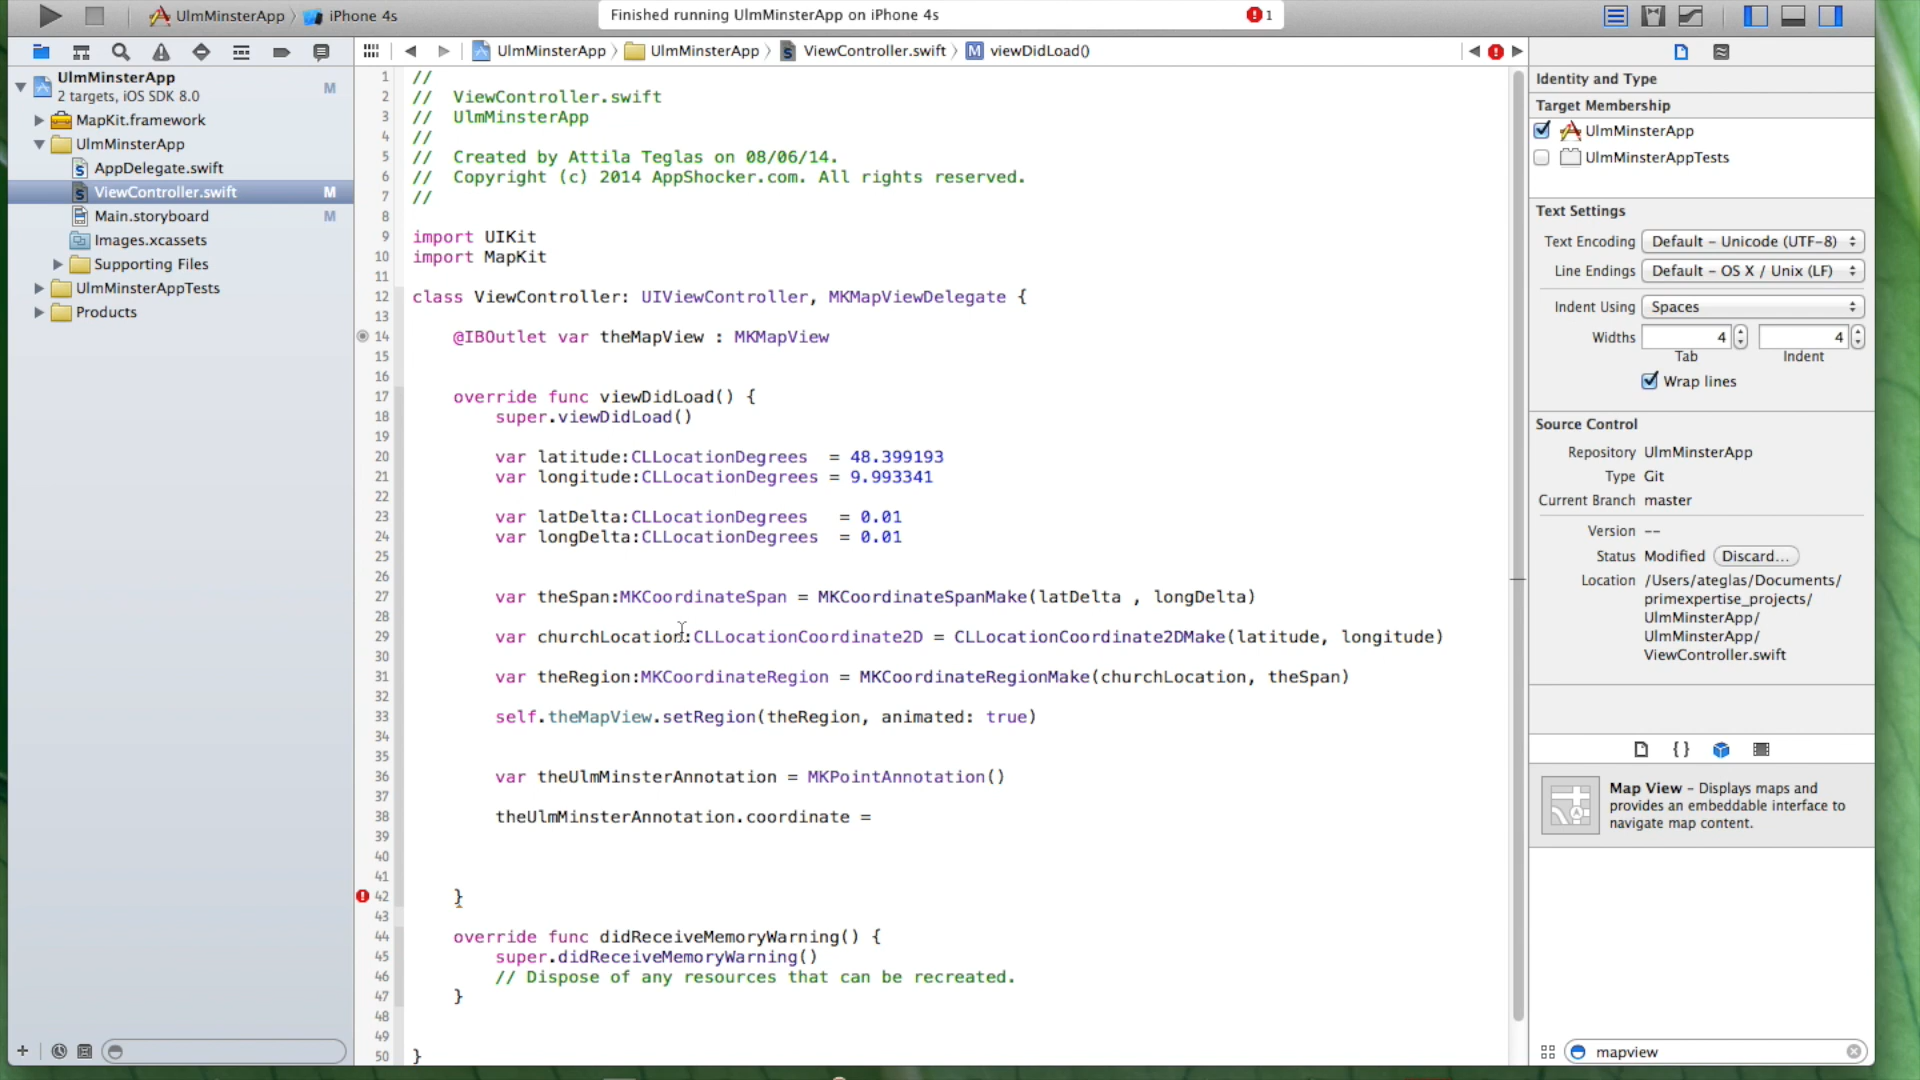 UlmMinsterApp
iPhone 4s
Finished running UlmMinsterApp on iPhone 4s
1
UlmMinsterApp
UlmMinsterApp
ViewController.swift
M
viewDidLoad()
UlmMinsterApp
M
2 targets, iOS SDK 8.0
MapKit.framework
UlmMinsterApp
AppDelegate.swift
ViewController.swift
M
Main.storyboard
M
Images.xcassets
Supporting Files
UlmMinsterAppTests
Products
1 //
2 //  ViewController.swift
3 //  UlmMinsterApp
4 //
5 //  Created by Attila Teglas on 08/06/14.
6 //  Copyright (c) 2014 AppShocker.com. All rights reserved.
7 //
8
9 import UIKit
10 import MapKit
11
12 class ViewController: UIViewController, MKMapViewDelegate {
13
14     @IBOutlet var theMapView : MKMapView
15
16
17     override func viewDidLoad() {
18         super.viewDidLoad()
19
20         var latitude:CLLocationDegrees  = 48.399193
21         var longitude:CLLocationDegrees = 9.993341
22
23         var latDelta:CLLocationDegrees   = 0.01
24         var longDelta:CLLocationDegrees  = 0.01
25
26
27         var theSpan:MKCoordinateSpan = MKCoordinateSpanMake(latDelta , longDelta)
28
29         var churchLocation:CLLocationCoordinate2D = CLLocationCoordinate2DMake(latitude, longitude)
30
31         var theRegion:MKCoordinateRegion = MKCoordinateRegionMake(churchLocation, theSpan)
32
33         self.theMapView.setRegion(theRegion, animated: true)
34
35
36         var theUlmMinsterAnnotation = MKPointAnnotation()
37
38         theUlmMinsterAnnotation.coordinate =
39
40
41
42     }
43
44     override func didReceiveMemoryWarning() {
45         super.didReceiveMemoryWarning()
46         // Dispose of any resources that can be recreated.
47     }
48
49
50 }
Identity and Type
Target Membership
UlmMinsterApp
UlmMinsterAppTests
Text Settings
Text Encoding Default - Unicode (UTF-8)
Line Endings Default - OS X / Unix (LF)
Indent Using Spaces
Widths 4 4
Tab Indent
Wrap lines
Source Control
Repository UlmMinsterApp
Type Git
Current Branch master
Version --
Status Modified Discard...
Location /Users/ateglas/Documents/
primexpertise_projects/
UlmMinsterApp/
UlmMinsterApp/
ViewController.swift
{}
Map View - Displays maps and
provides an embeddable interface to
navigate map content.
mapview